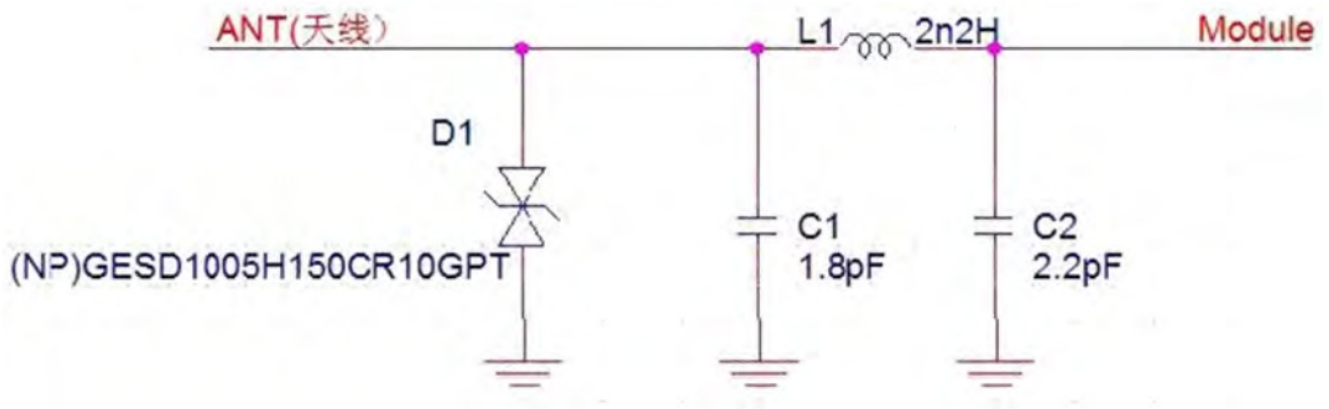 ANT(天线）
L1
2n2H
Module
D1
(NP)GESD1005H150CR10GPT
C1
1.8pF
C2
2.2pF